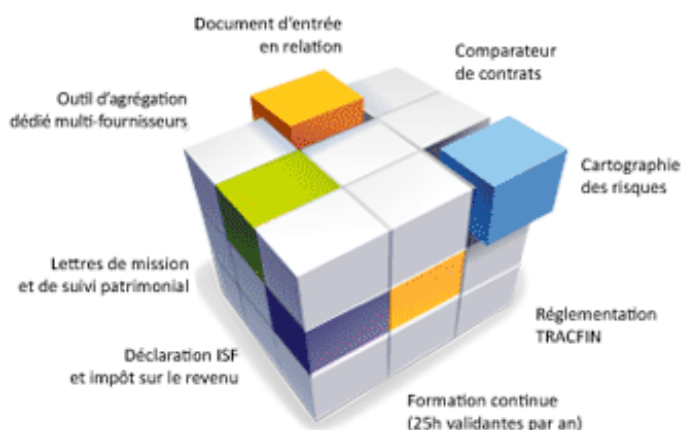 Document d'entrée
en relation
Comparateur
de contrats
Outil d'agrégation
dédié multi-fournisseurs
Cartographie
des risques
Lettres de mission
et de suivi patrimonial
Réglementation
TRACFIN
Déclaration ISF
et impôt sur le revenu
Formation continue
(25h validantes par an)